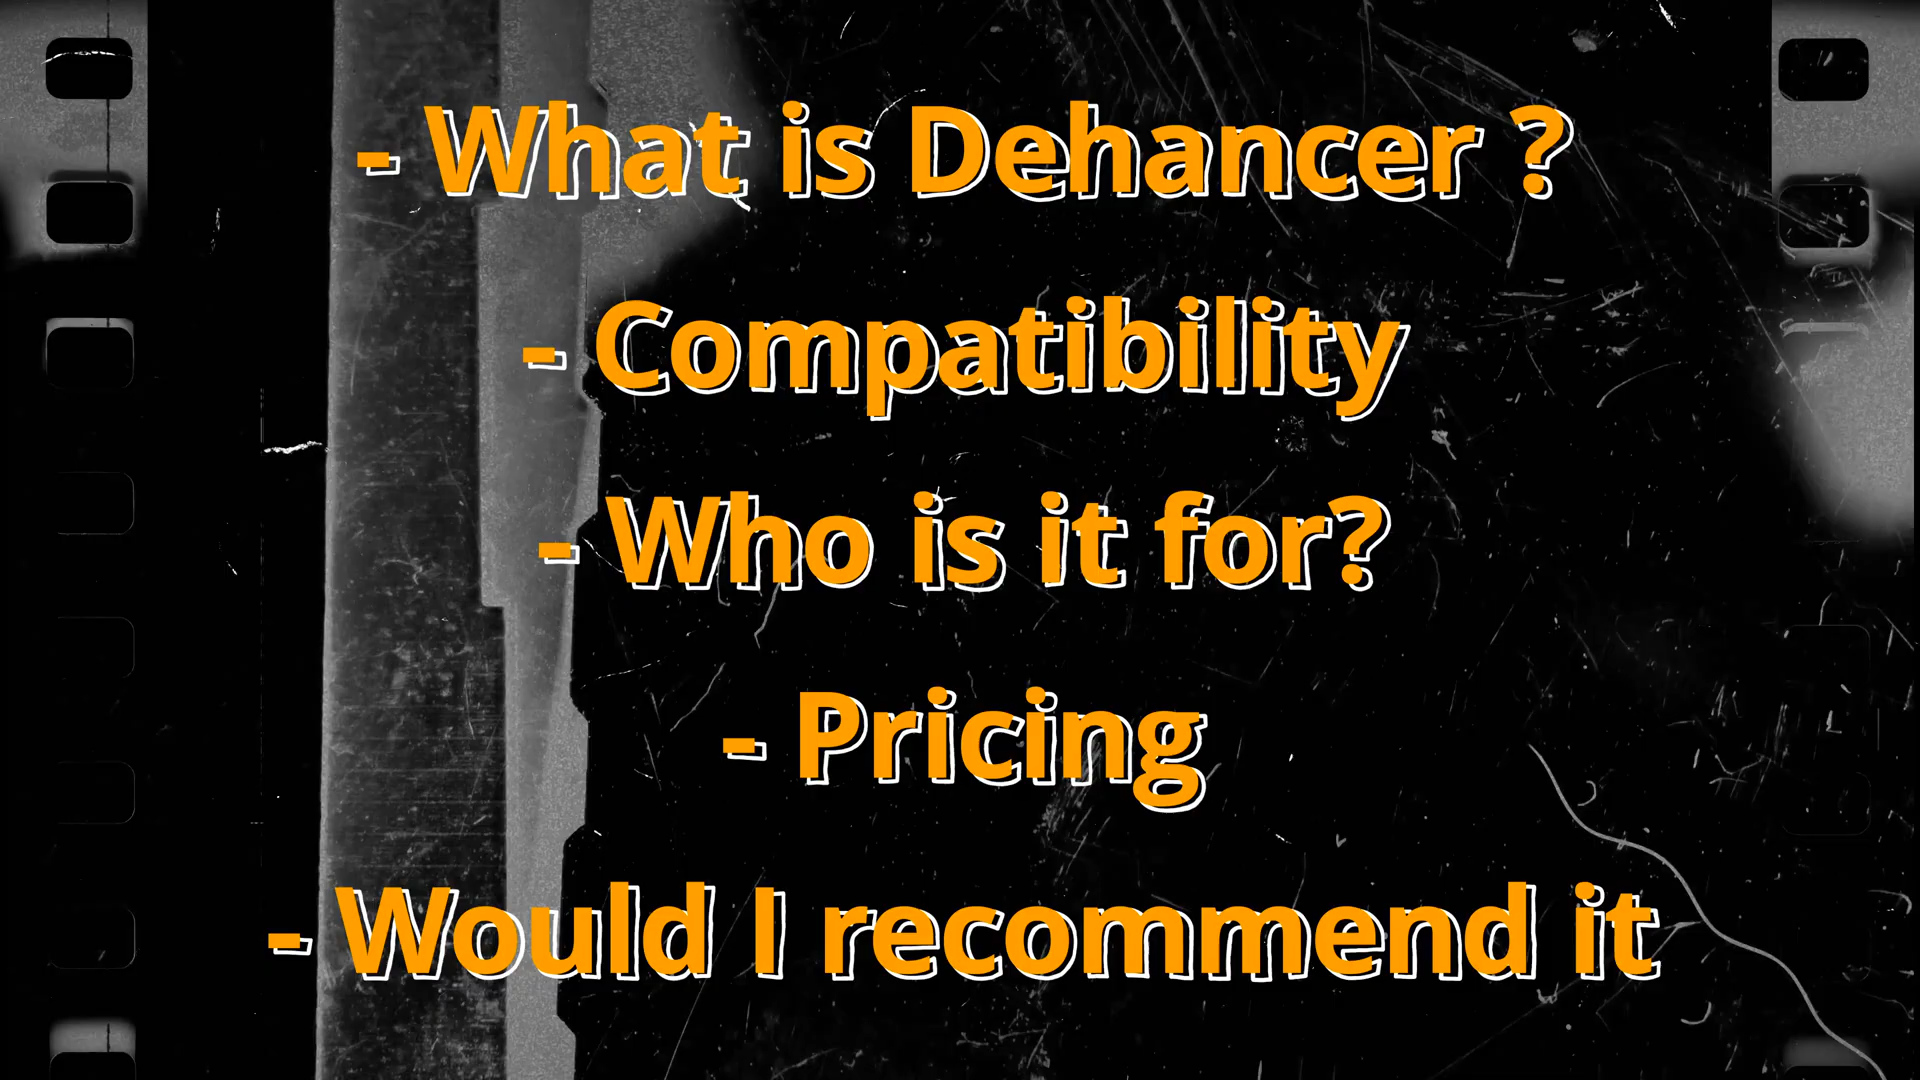 - What is Dehancer ?
- Compatibility
- Who is it for?
- Pricing
- Would I recommend it